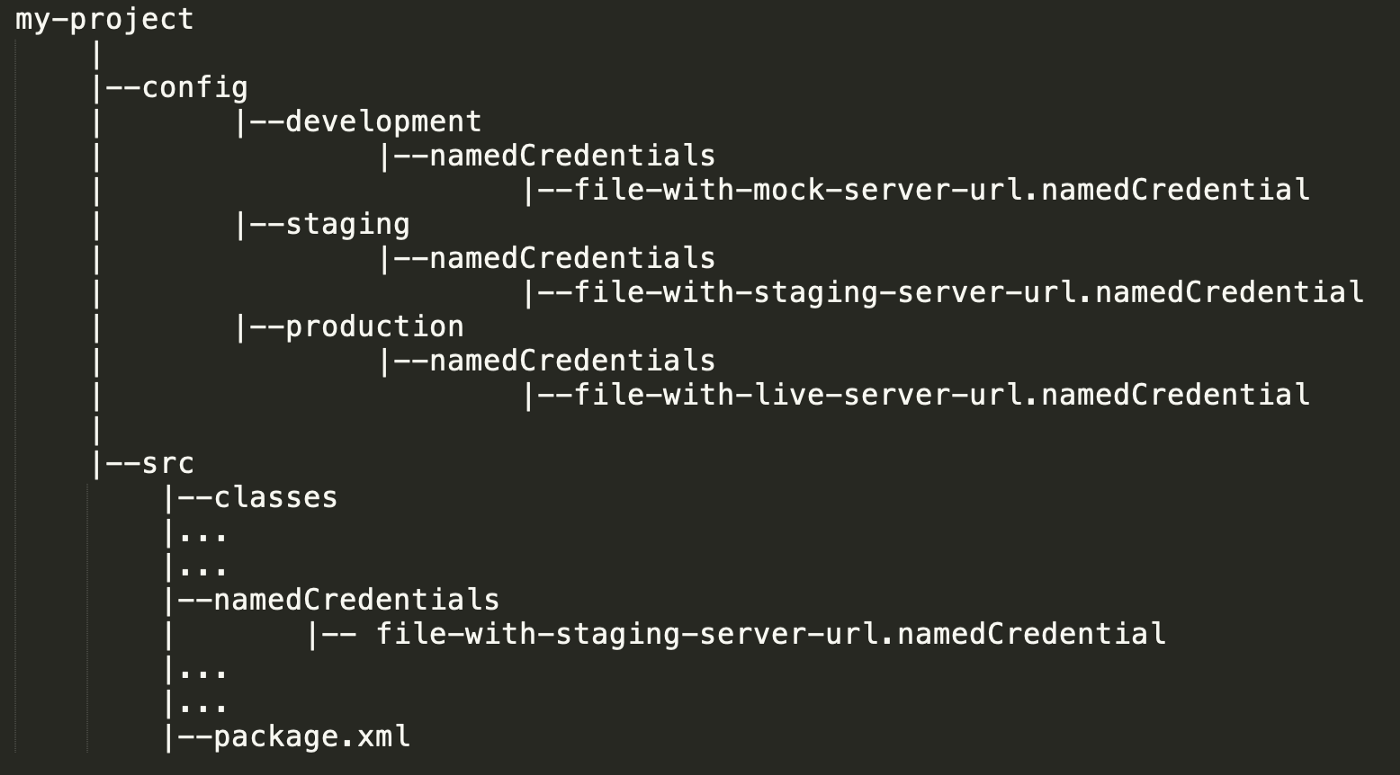 my-project
|
|--config
|       |--development
|               |--namedCredentials
|                       |--file-with-mock-server-url.namedCredential
|       |--staging
|               |--namedCredentials
|                       |--file-with-staging-server-url.namedCredential
|       |--production
|               |--namedCredentials
|                       |--file-with-live-server-url.namedCredential
|
|--src
    |--classes
    |...
    |...
    |--namedCredentials
    |       |-- file-with-staging-server-url.namedCredential
    |...
    |...
    |--package.xml